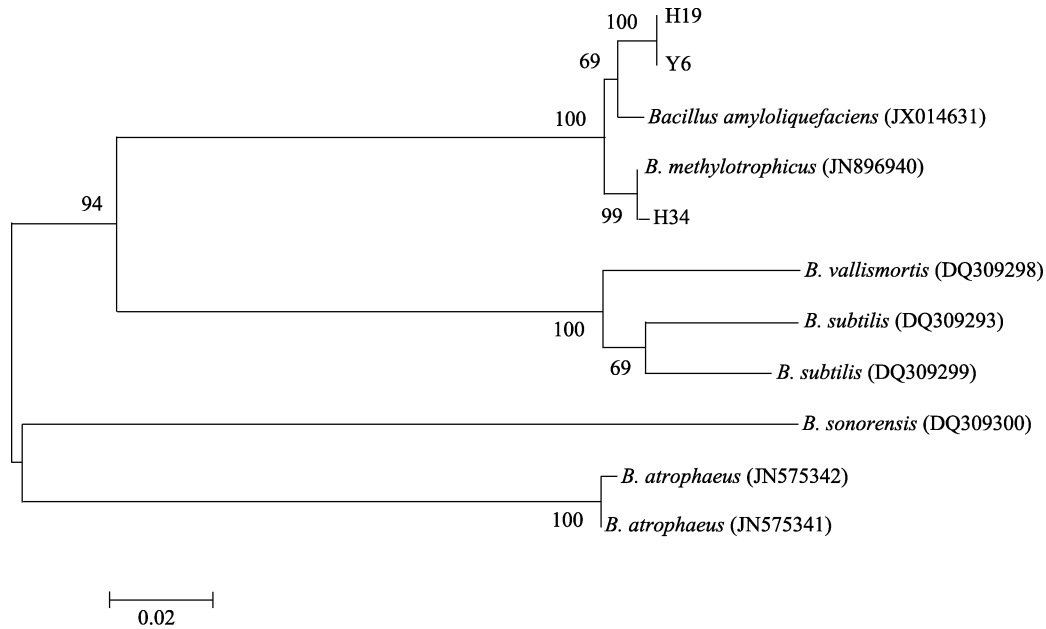 100
H19
69
Y6
100
Bacillus amyloliquefaciens (JX014631)
B. methylotrophicus (JN896940)
94
99
H34
B. vallismortis (DQ309298)
100
B. subtilis (DQ309293)
69
B. subtilis (DQ309299)
B. sonorensis (DQ309300)
B. atrophaeus (JN575342)
100
B. atrophaeus (JN575341)
0.02